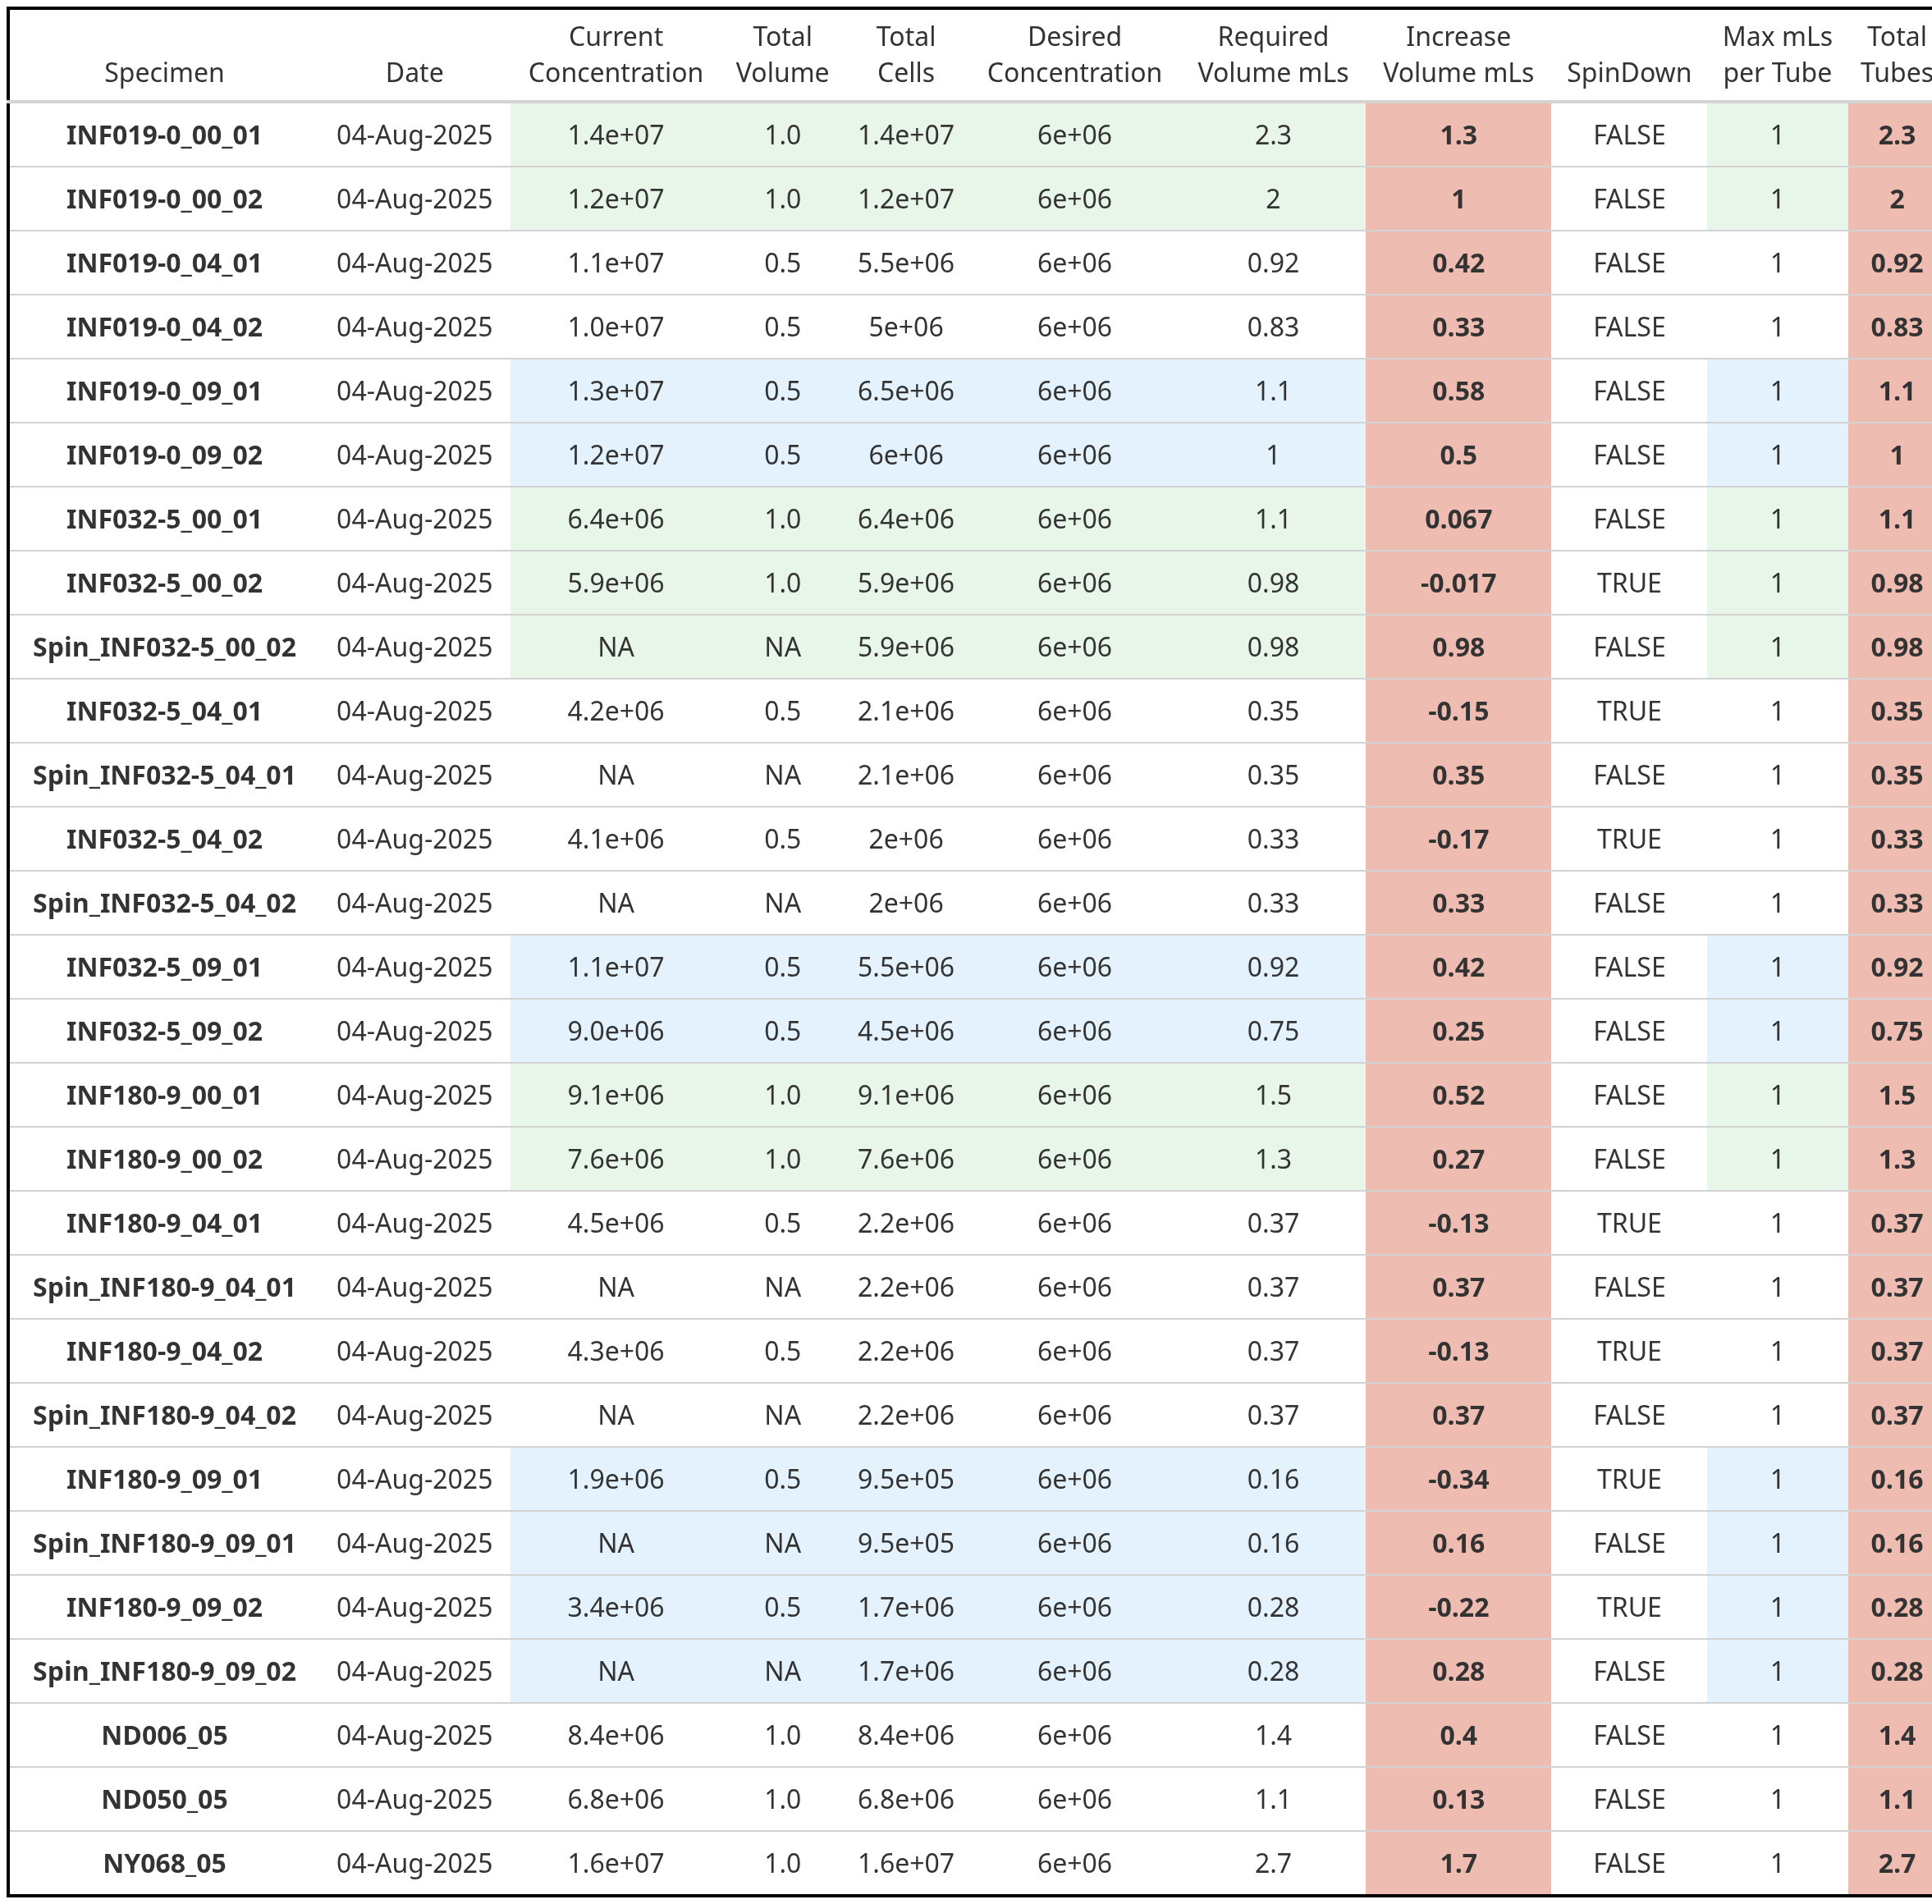 Specimen Date Current Concentration Total Volume Total Cells Desired Concentration Required Volume mLs Increase Volume mLs SpinDown Max mLs per Tube Total Tubes
INF019-0_00_01 04-Aug-2025 1.4e+07 1.0 1.4e+07 6e+06 2.3 1.3 FALSE 1 2.3
INF019-0_00_02 04-Aug-2025 1.2e+07 1.0 1.2e+07 6e+06 2 1 FALSE 1 2
INF019-0_04_01 04-Aug-2025 1.1e+07 0.5 5.5e+06 6e+06 0.92 0.42 FALSE 1 0.92
INF019-0_04_02 04-Aug-2025 1.0e+07 0.5 5e+06 6e+06 0.83 0.33 FALSE 1 0.83
INF019-0_09_01 04-Aug-2025 1.3e+07 0.5 6.5e+06 6e+06 1.1 0.58 FALSE 1 1.1
INF019-0_09_02 04-Aug-2025 1.2e+07 0.5 6e+06 6e+06 1 0.5 FALSE 1 1
INF032-5_00_01 04-Aug-2025 6.4e+06 1.0 6.4e+06 6e+06 1.1 0.067 FALSE 1 1.1
INF032-5_00_02 04-Aug-2025 5.9e+06 1.0 5.9e+06 6e+06 0.98 -0.017 TRUE 1 0.98
Spin_INF032-5_00_02 04-Aug-2025 NA NA 5.9e+06 6e+06 0.98 0.98 FALSE 1 0.98
INF032-5_04_01 04-Aug-2025 4.2e+06 0.5 2.1e+06 6e+06 0.35 -0.15 TRUE 1 0.35
Spin_INF032-5_04_01 04-Aug-2025 NA NA 2.1e+06 6e+06 0.35 0.35 FALSE 1 0.35
INF032-5_04_02 04-Aug-2025 4.1e+06 0.5 2e+06 6e+06 0.33 -0.17 TRUE 1 0.33
Spin_INF032-5_04_02 04-Aug-2025 NA NA 2e+06 6e+06 0.33 0.33 FALSE 1 0.33
INF032-5_09_01 04-Aug-2025 1.1e+07 0.5 5.5e+06 6e+06 0.92 0.42 FALSE 1 0.92
INF032-5_09_02 04-Aug-2025 9.0e+06 0.5 4.5e+06 6e+06 0.75 0.25 FALSE 1 0.75
INF180-9_00_01 04-Aug-2025 9.1e+06 1.0 9.1e+06 6e+06 1.5 0.52 FALSE 1 1.5
INF180-9_00_02 04-Aug-2025 7.6e+06 1.0 7.6e+06 6e+06 1.3 0.27 FALSE 1 1.3
INF180-9_04_01 04-Aug-2025 4.5e+06 0.5 2.2e+06 6e+06 0.37 -0.13 TRUE 1 0.37
Spin_INF180-9_04_01 04-Aug-2025 NA NA 2.2e+06 6e+06 0.37 0.37 FALSE 1 0.37
INF180-9_04_02 04-Aug-2025 4.3e+06 0.5 2.2e+06 6e+06 0.37 -0.13 TRUE 1 0.37
Spin_INF180-9_04_02 04-Aug-2025 NA NA 2.2e+06 6e+06 0.37 0.37 FALSE 1 0.37
INF180-9_09_01 04-Aug-2025 1.9e+06 0.5 9.5e+05 6e+06 0.16 -0.34 TRUE 1 0.16
Spin_INF180-9_09_01 04-Aug-2025 NA NA 9.5e+05 6e+06 0.16 0.16 FALSE 1 0.16
INF180-9_09_02 04-Aug-2025 3.4e+06 0.5 1.7e+06 6e+06 0.28 -0.22 TRUE 1 0.28
Spin_INF180-9_09_02 04-Aug-2025 NA NA 1.7e+06 6e+06 0.28 0.28 FALSE 1 0.28
ND006_05 04-Aug-2025 8.4e+06 1.0 8.4e+06 6e+06 1.4 0.4 FALSE 1 1.4
ND050_05 04-Aug-2025 6.8e+06 1.0 6.8e+06 6e+06 1.1 0.13 FALSE 1 1.1
NY068_05 04-Aug-2025 1.6e+07 1.0 1.6e+07 6e+06 2.7 1.7 FALSE 1 2.7